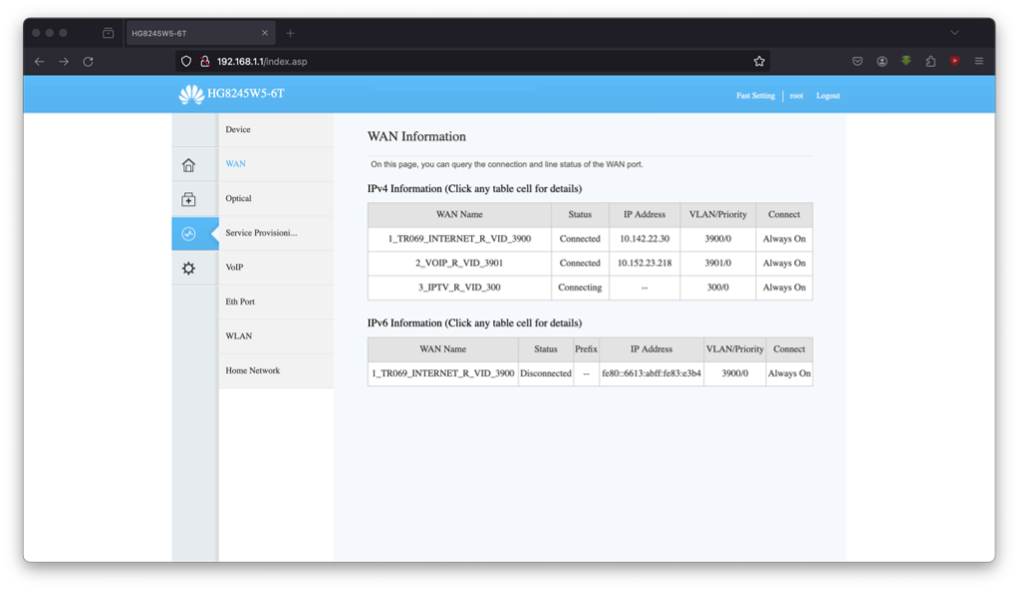 HG8245W5-6T
192.168.1.1/index.asp
HG8245W5-6T
Fast Setting | root Logout
Device
WAN
Optical
Service Provisioni...
VoIP
Eth Port
WLAN
Home Network
WAN Information
On this page, you can query the connection and line status of the WAN port.
IPv4 Information (Click any table cell for details)
WAN Name Status IP Address VLAN/Priority Connect
1_TR069_INTERNET_R_VID_3900 Connected 10.142.22.30 3900/0 Always On
2_VOIP_R_VID_3901 Connected 10.152.23.218 3901/0 Always On
3_IPTV_R_VID_300 Connecting -- 300/0 Always On
IPv6 Information (Click any table cell for details)
WAN Name Status Prefix IP Address VLAN/Priority Connect
1_TR069_INTERNET_R_VID_3900 Disconnected -- fe80::6613:abff:fe83:e3b4 3900/0 Always On